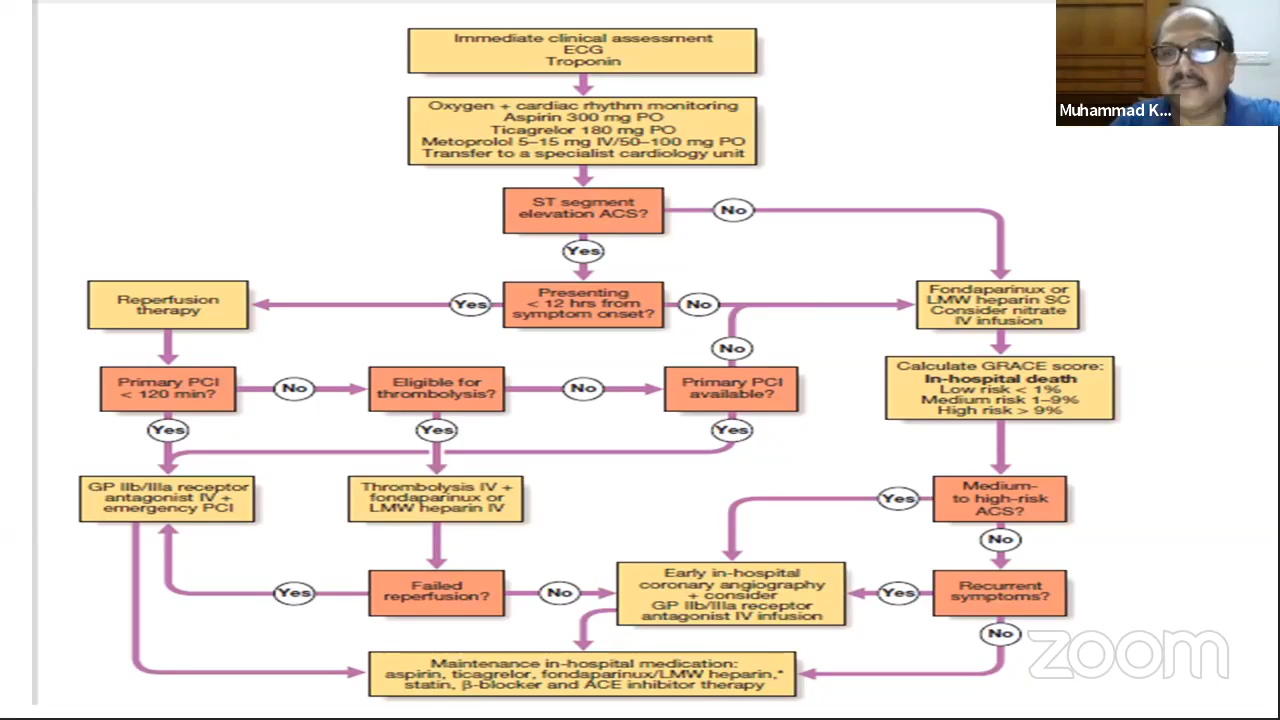 Immediate clinical assessment
ECG
Troponin
Muhammad K...
Oxygen + cardiac rhythm monitoring
Aspirin 300 mg PO
Ticagrelor 180 mg PO
Metoprolol 5–15 mg IV/50–100 mg PO
Transfer to a specialist cardiology unit
ST segment
elevation ACS?
No
Yes
Presenting
< 12 hrs from
symptom onset?
Yes
No
Reperfusion
therapy
Fondaparinux or
LMW heparin SC
Consider nitrate
IV infusion
No
Primary PCI
< 120 min?
No
Eligible for
thrombolysis?
No
Primary PCI
available?
Calculate GRACE score:
In-hospital death
Low risk < 1%
Medium risk 1–9%
High risk > 9%
Yes
Yes
Yes
GP IIb/IIIa receptor
antagonist IV +
emergency PCI
Thrombolysis IV +
fondaparinux or
LMW heparin IV
Yes
Medium-
to high-risk
ACS?
No
Yes
Failed
reperfusion?
No
Early in-hospital
coronary angiography
+ consider
GP IIb/IIIa receptor
antagonist IV infusion
Yes
Recurrent
symptoms?
No
Maintenance in-hospital medication:
aspirin, ticagrelor, fondaparinux/LMW heparin,*
statin, β-blocker and ACE inhibitor therapy
zoom